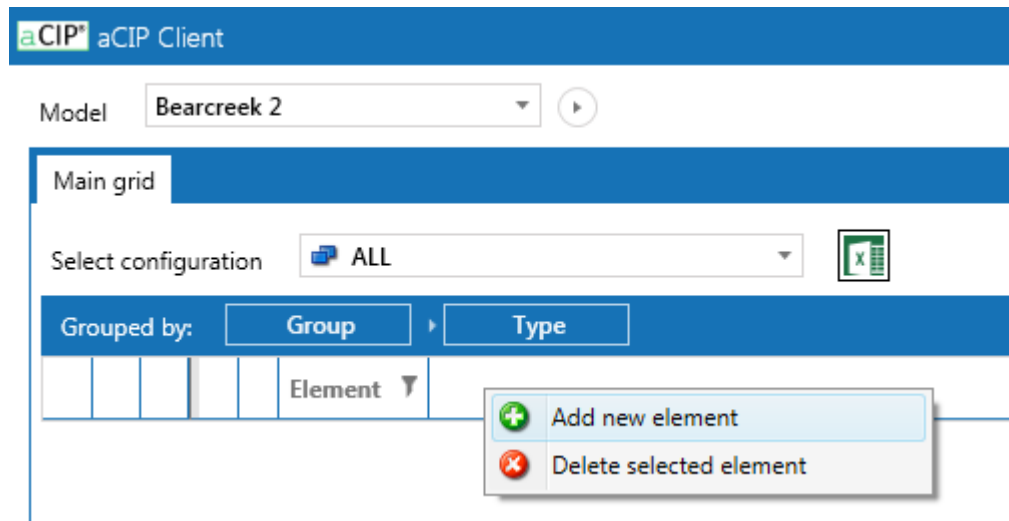 aCIP® aCIP Client
Model Bearcreek 2
Main grid
Select configuration ALL
Grouped by: Group Type
Element
Add new element
Delete selected element